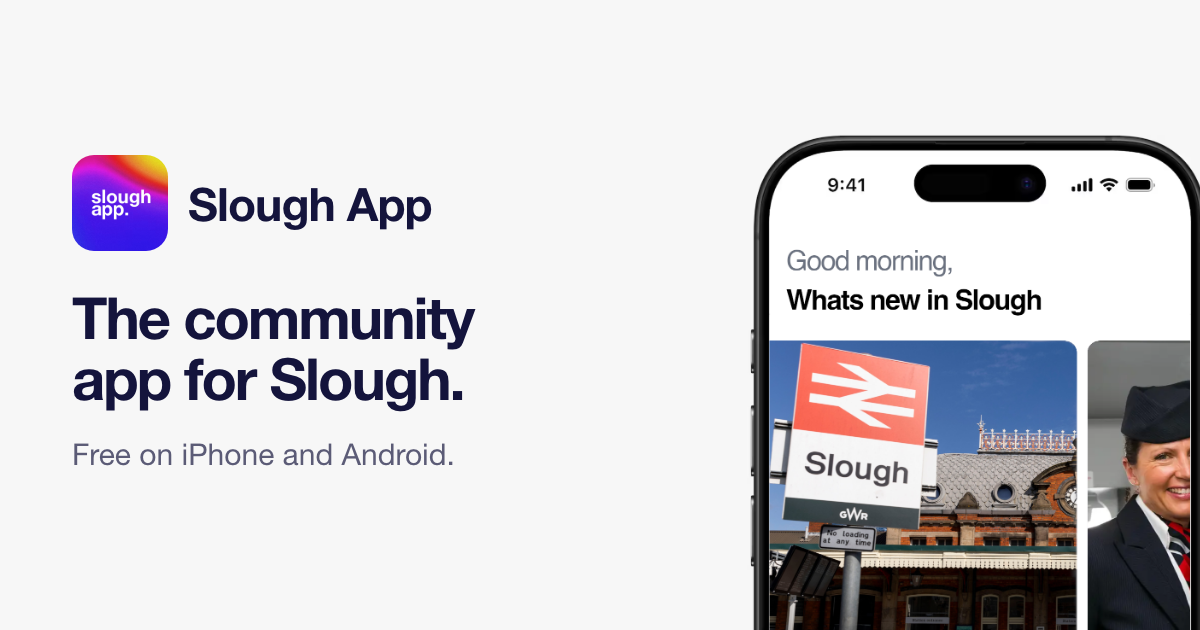 slough
app.
Slough App
The community
app for Slough.
Free on iPhone and Android.
9:41
Good morning,
Whats new in Slough
Slough
GWR
No loading
at any time